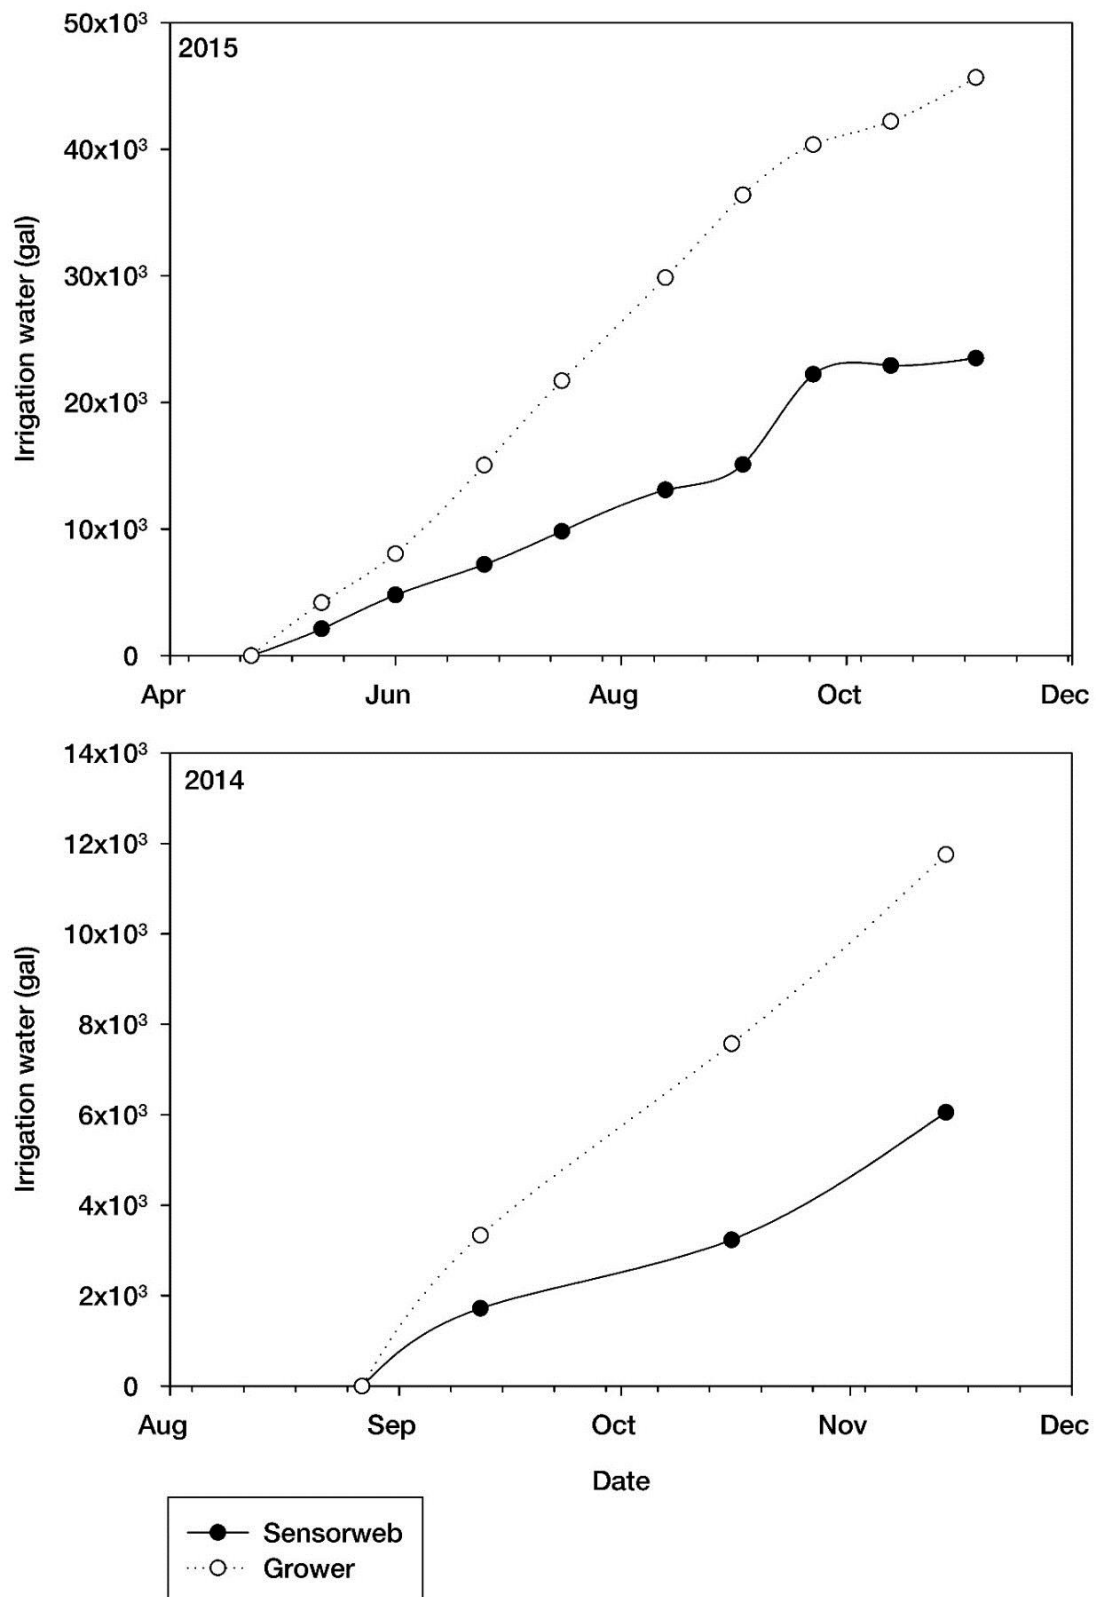 2015
50x10³
40x10³
30x10³
20x10³
10x10³
0
Irrigation water (gal)
Apr Jun Aug Oct Dec
2014
14x10³
12x10³
10x10³
8x10³
6x10³
4x10³
2x10³
0
Irrigation water (gal)
Aug Sep Oct Nov Dec
Date
Sensorweb
Grower